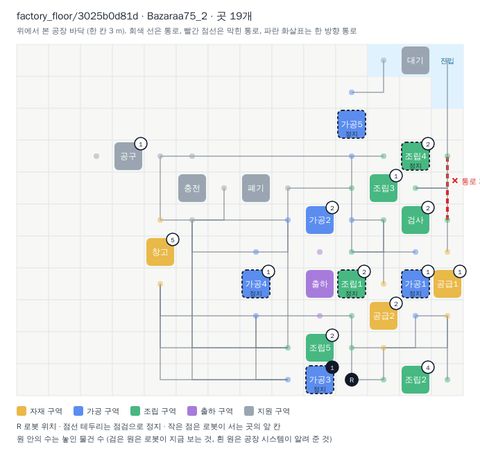 factory_floor/3025b0d81d · Bazaraa75_2 · 곳 19개
위에서 본 공장 바닥 (한 칸 3 m). 회색 선은 통로, 빨간 점선은 막힌 통로, 파란 화살표는 한 방향 통로
대기
진입
가공5
정지
공구
1
조립4
정지
2
충전
폐기
조립3
1
✕ 통로
가공2
2
검사
2
창고
5
가공4
정지
1
출하
조립1
정지
2
가공1
정지
1
공급1
1
공급2
2
조립5
2
가공3
정지
1
R
조립2
4
자재 구역
가공 구역
조립 구역
출하 구역
지원 구역
R 로봇 위치 · 점선 테두리는 점검으로 정지 · 작은 점은 로봇이 서는 곳의 앞 칸
원 안의 수는 놓인 물건 수 (검은 원은 로봇이 지금 보는 것, 흰 원은 공장 시스템이 알려 준 것)